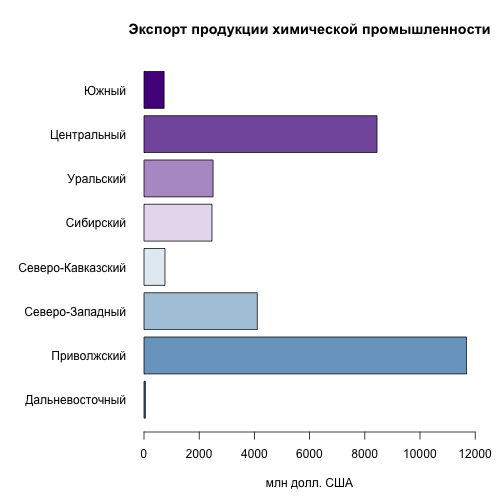 Экспорт продукции химической промышленности
Южный
Центральный
Уральский
Сибирский
Северо-Кавказский
Северо-Западный
Приволжский
Дальневосточный
0 2000 4000 6000 8000 10000 12000
млн долл. США